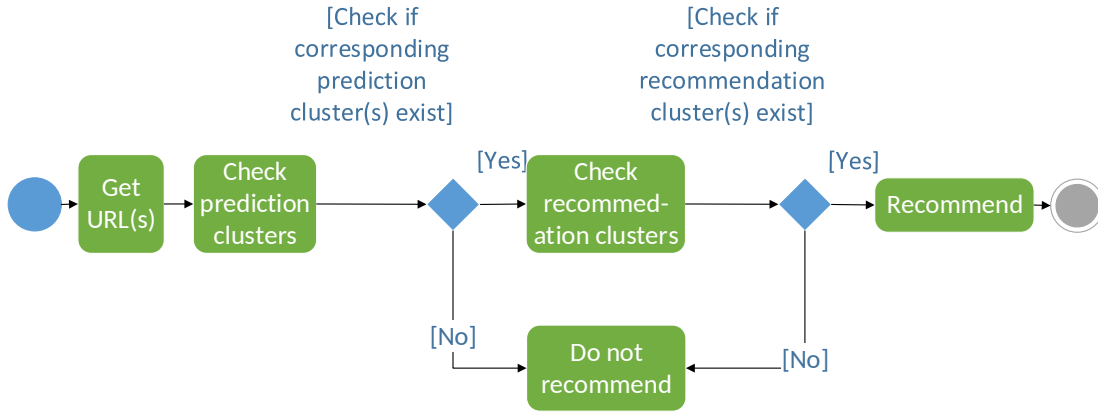 [Check if
corresponding
prediction
cluster(s) exist]
[Check if
corresponding
recommendation
cluster(s) exist]
Get
URL(s)
Check
prediction
clusters
[Yes]
Check
recommed-
ation clusters
[Yes]
Recommend
[No]
Do not
recommend
[No]